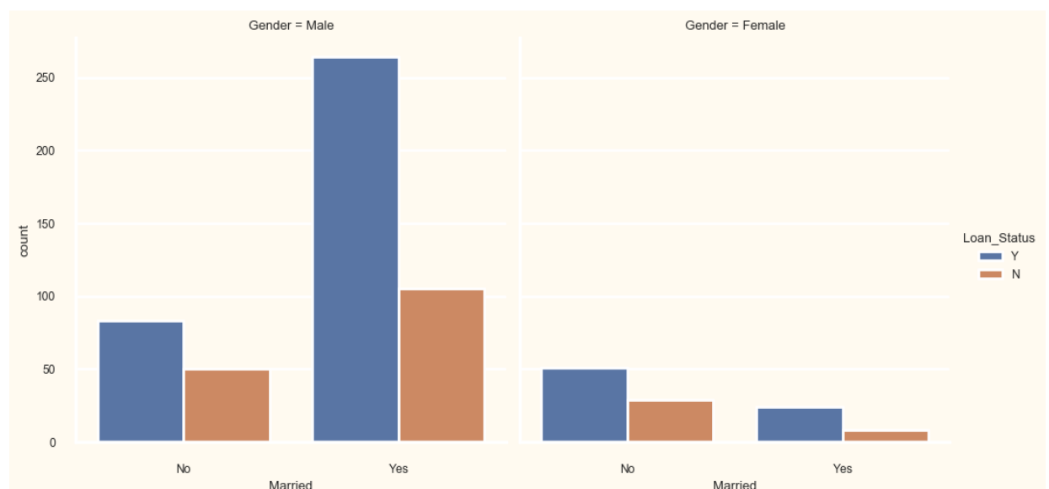 Gender = Male
Gender = Female
250
200
150
100
50
0
count
No
Yes
No
Yes
Married
Married
Loan_Status
Y
N